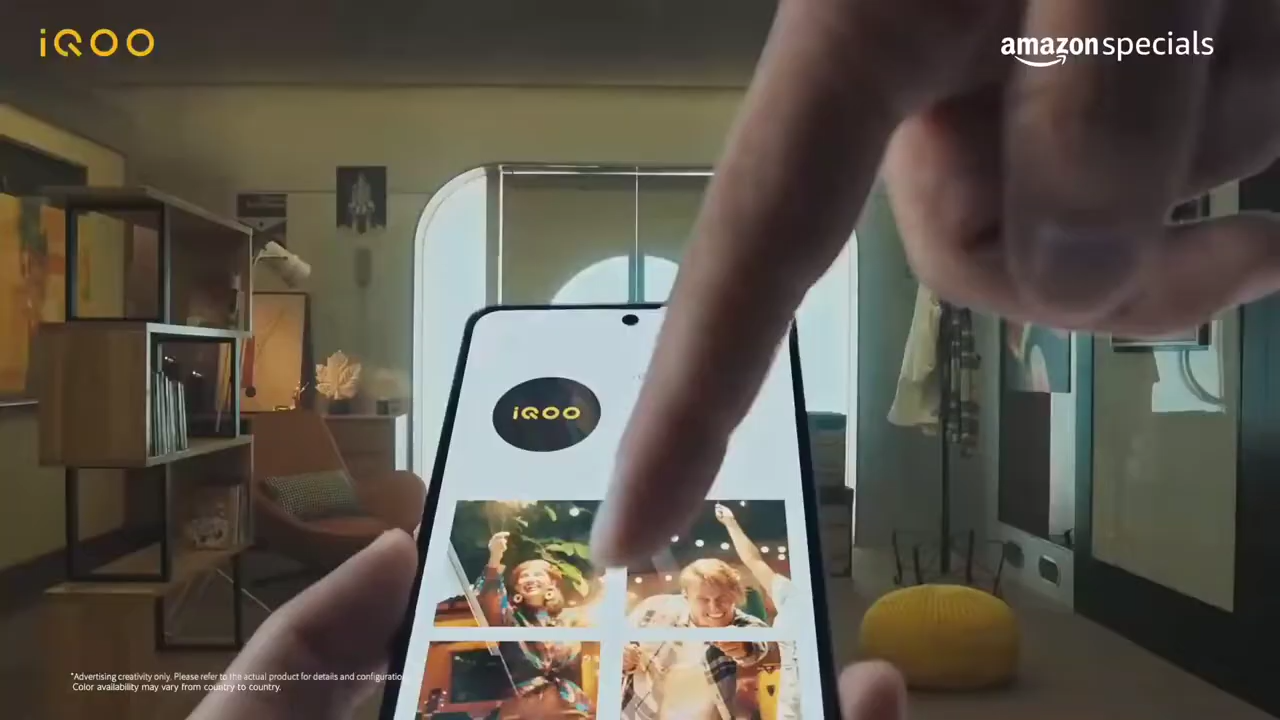 iQOO
amazon specials
iQOO
*Advertising creativity only. Please refer to the actual product for details and configuration
Color availability may vary from country to country.